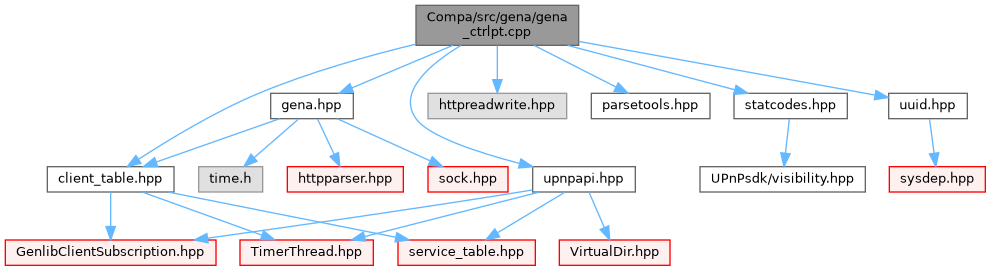 Compa/src/gena/gena
_ctrlpt.cpp
gena.hpp
httpreadwrite.hpp
parsetools.hpp
statcodes.hpp
uuid.hpp
client_table.hpp
time.h
httpparser.hpp
sock.hpp
upnpapi.hpp
UPnPsdk/visibility.hpp
sysdep.hpp
GenlibClientSubscription.hpp
TimerThread.hpp
service_table.hpp
VirtualDir.hpp